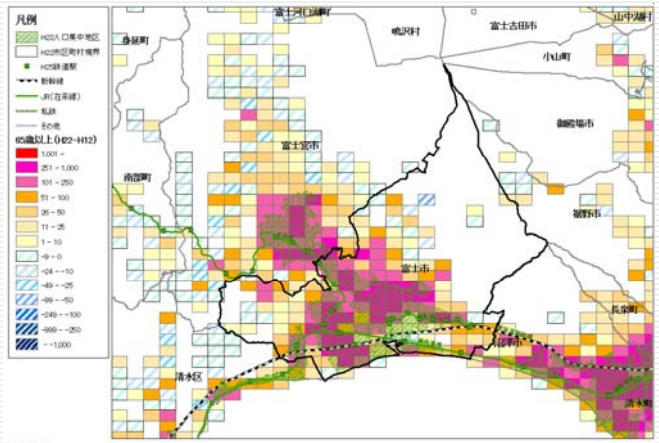 凡例
H22人口集中地区
H22市区町村境界
H25鉄道駅
新幹線
JR(在来線)
私鉄
その他
65歳以上(H22-H12)
1,001 -
251 - 1,000
101 - 250
51 - 100
26 - 50
11 - 25
1 - 10
-9 - 0
-24 - -10
-49 - -25
-99 - -50
-249 - -100
-999 - -250
- -1,000
富士河口湖町
山中湖村
鳴沢村
富士古田市
身延町
小山町
御殿場市
富士宮市
南部町
裾野市
富士市
長泉町
沼津市
清水区
清水町